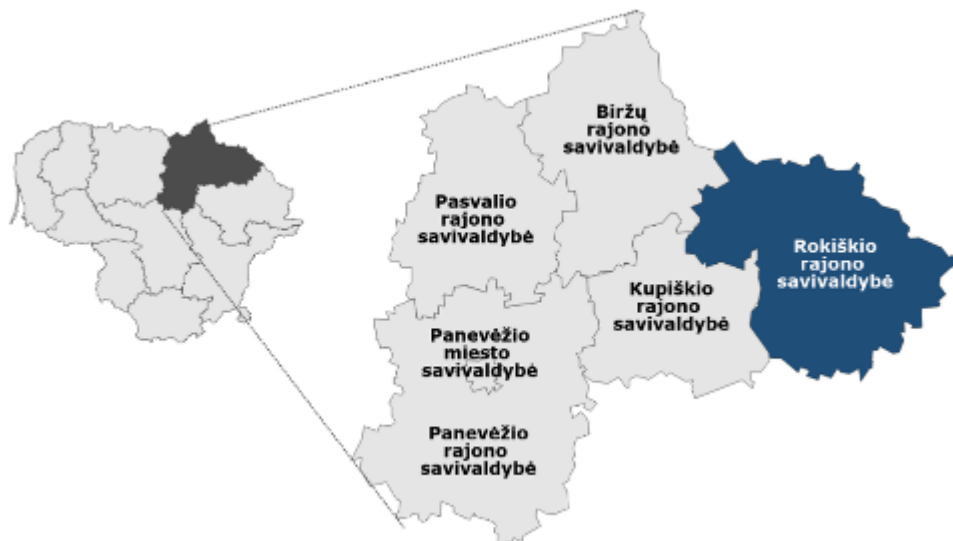 Biržų
rajono
savivaldybė
Pasvalio
rajono
savivaldybė
Rokiškio
rajono
savivaldybė
Kupiškio
rajono
savivaldybė
Panevėžio
miesto
savivaldybė
Panevėžio
rajono
savivaldybė